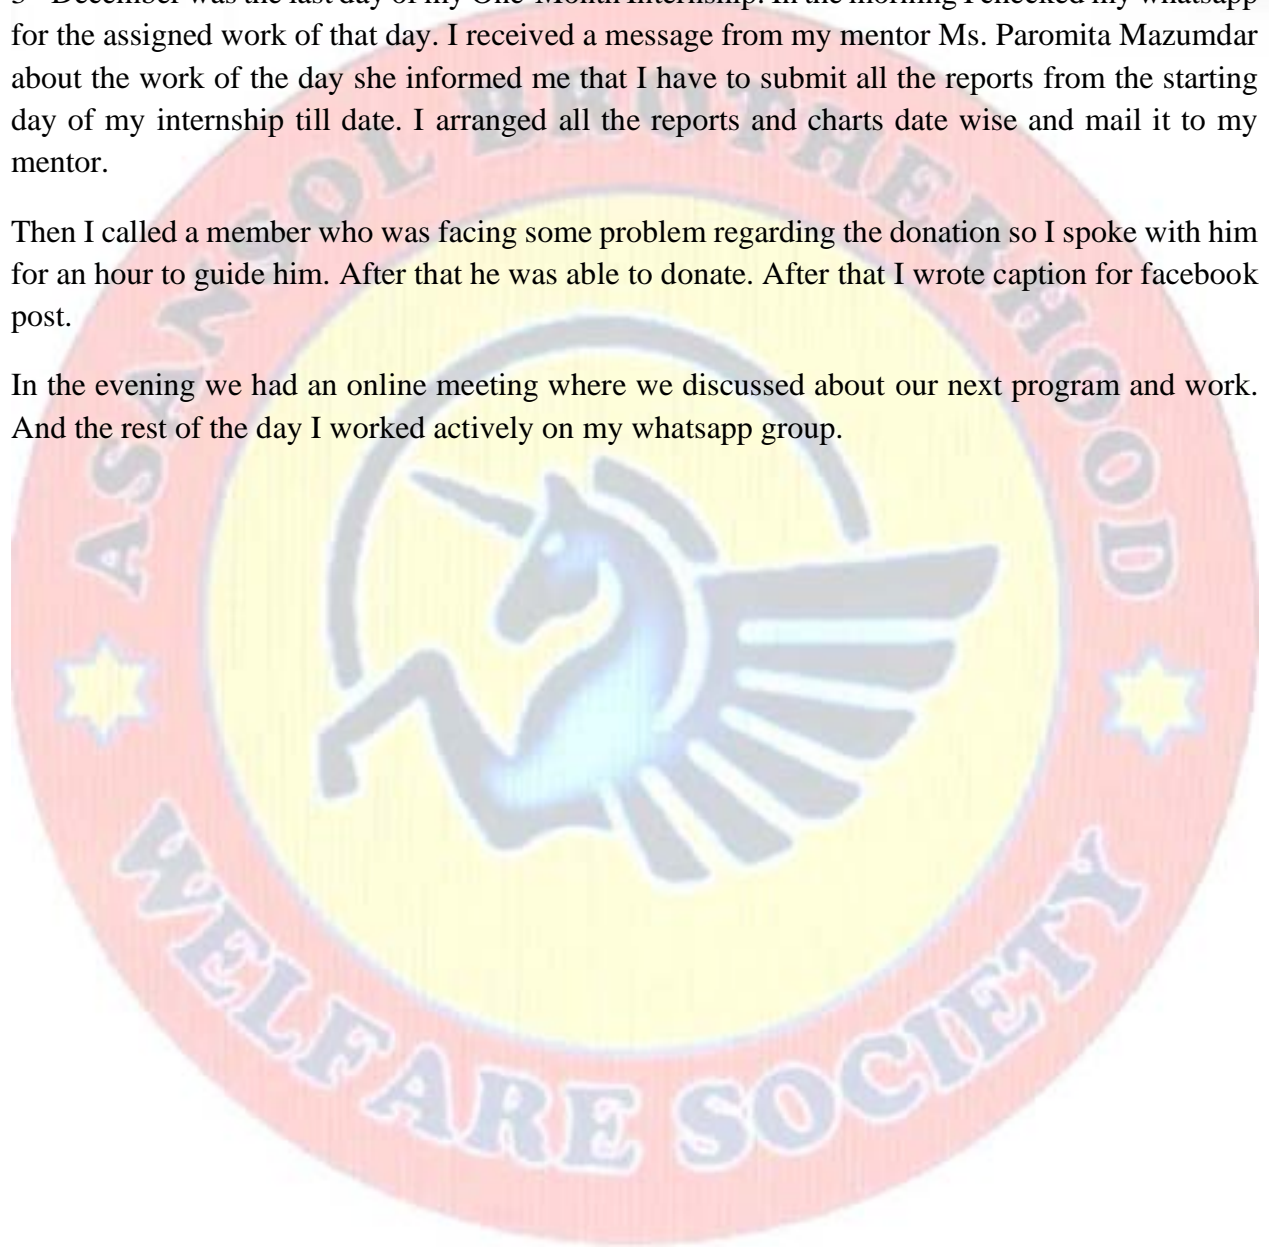 December was the last day of my One-Month Internship. In the morning I checked my whatsapp
for the assigned work of that day. I received a message from my mentor Ms. Paromita Mazumdar
about the work of the day she informed me that I have to submit all the reports from the starting
day of my internship till date. I arranged all the reports and charts date wise and mail it to my
mentor.
Then I called a member who was facing some problem regarding the donation so I spoke with him
for an hour to guide him. After that he was able to donate. After that I wrote caption for facebook
post.
In the evening we had an online meeting where we discussed about our next program and work.
And the rest of the day I worked actively on my whatsapp group.
ASANSOL BROTHERHOOD
WELFARE SOCIETY